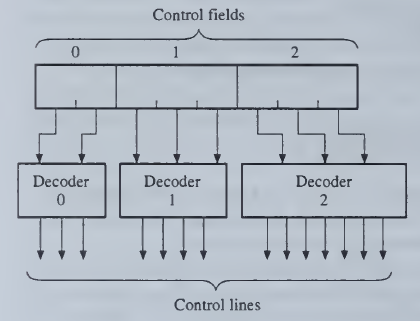 Control fields
0 1 2
Decoder Decoder Decoder
0 1 2
Control lines